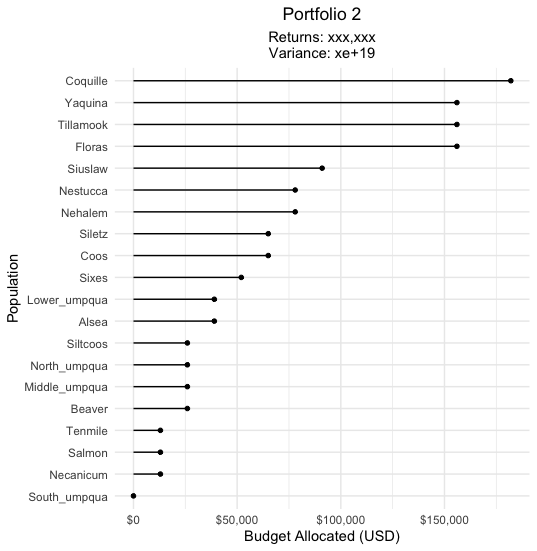 Portfolio 2
Returns: xxx,xxx
Variance: xe+19
Population
Coquille
Yaquina
Tillamook
Floras
Siuslaw
Nestucca
Nehalem
Siletz
Coos
Sixes
Lower_umpqua
Alsea
Siltcoos
North_umpqua
Middle_umpqua
Beaver
Tenmile
Salmon
Necanicum
South_umpqua
$0 $50,000 $100,000 $150,000
Budget Allocated (USD)